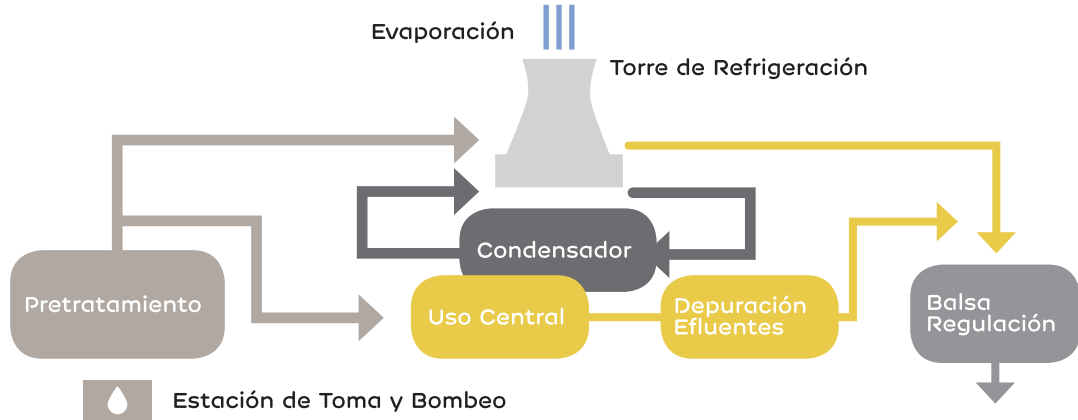 Evaporación
Torre de Refrigeración
Condensador
Pretratamiento
Uso Central
Depuración
Efluentes
Balsa
Regulación
Estación de Toma y Bombeo